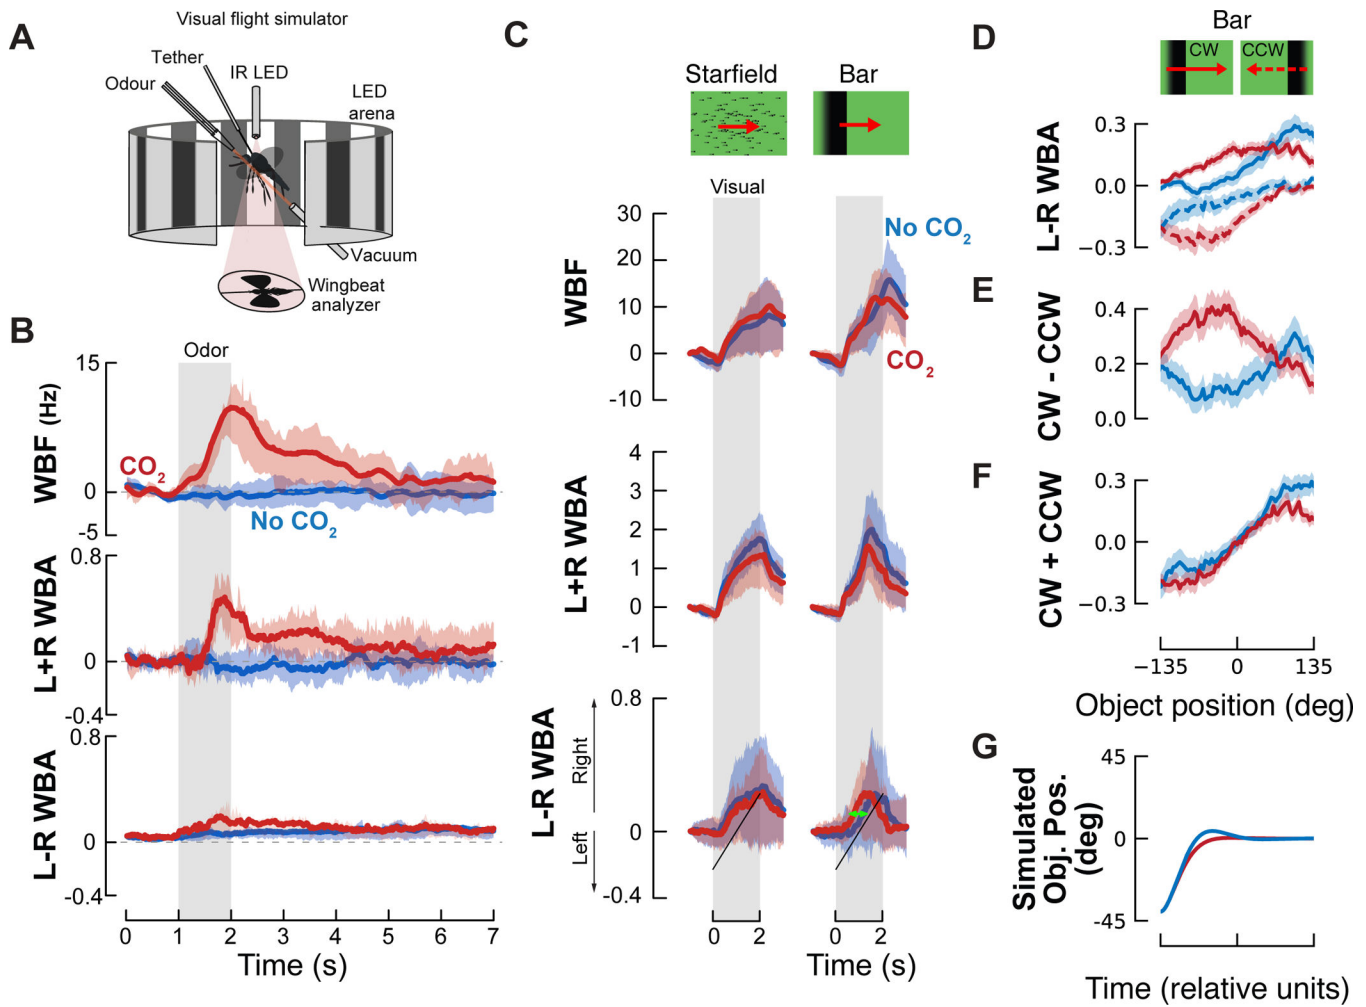 A
Visual flight simulator
Tether
IR LED
Odour
LED
arena
Vacuum
Wingbeat
analyzer
B
Odor
15
WBF (Hz)
CO2
0
No CO2
-5
0.8
L+R WBA
0
-0.4
0.8
L-R WBA
0
-0.4
0 1 2 3 4 5 6 7
Time (s)
C
Starfield Bar
Visual
30
20
10
0
-10
WBF
No CO2
CO2
4
3
2
1
0
-1
L+R WBA
0.8
0
-0.4
L-R WBA
Right
Left
0 2 0 2
Time (s)
D
Bar
CW CCW
0.3
0.0
−0.3
L-R WBA
E
0.4
0.2
0.0
CW - CCW
F
0.3
0.0
−0.3
CW + CCW
−135 0 135
Object position (deg)
G
45
0
-45
Simulated
Obj. Pos.
(deg)
Time (relative units)